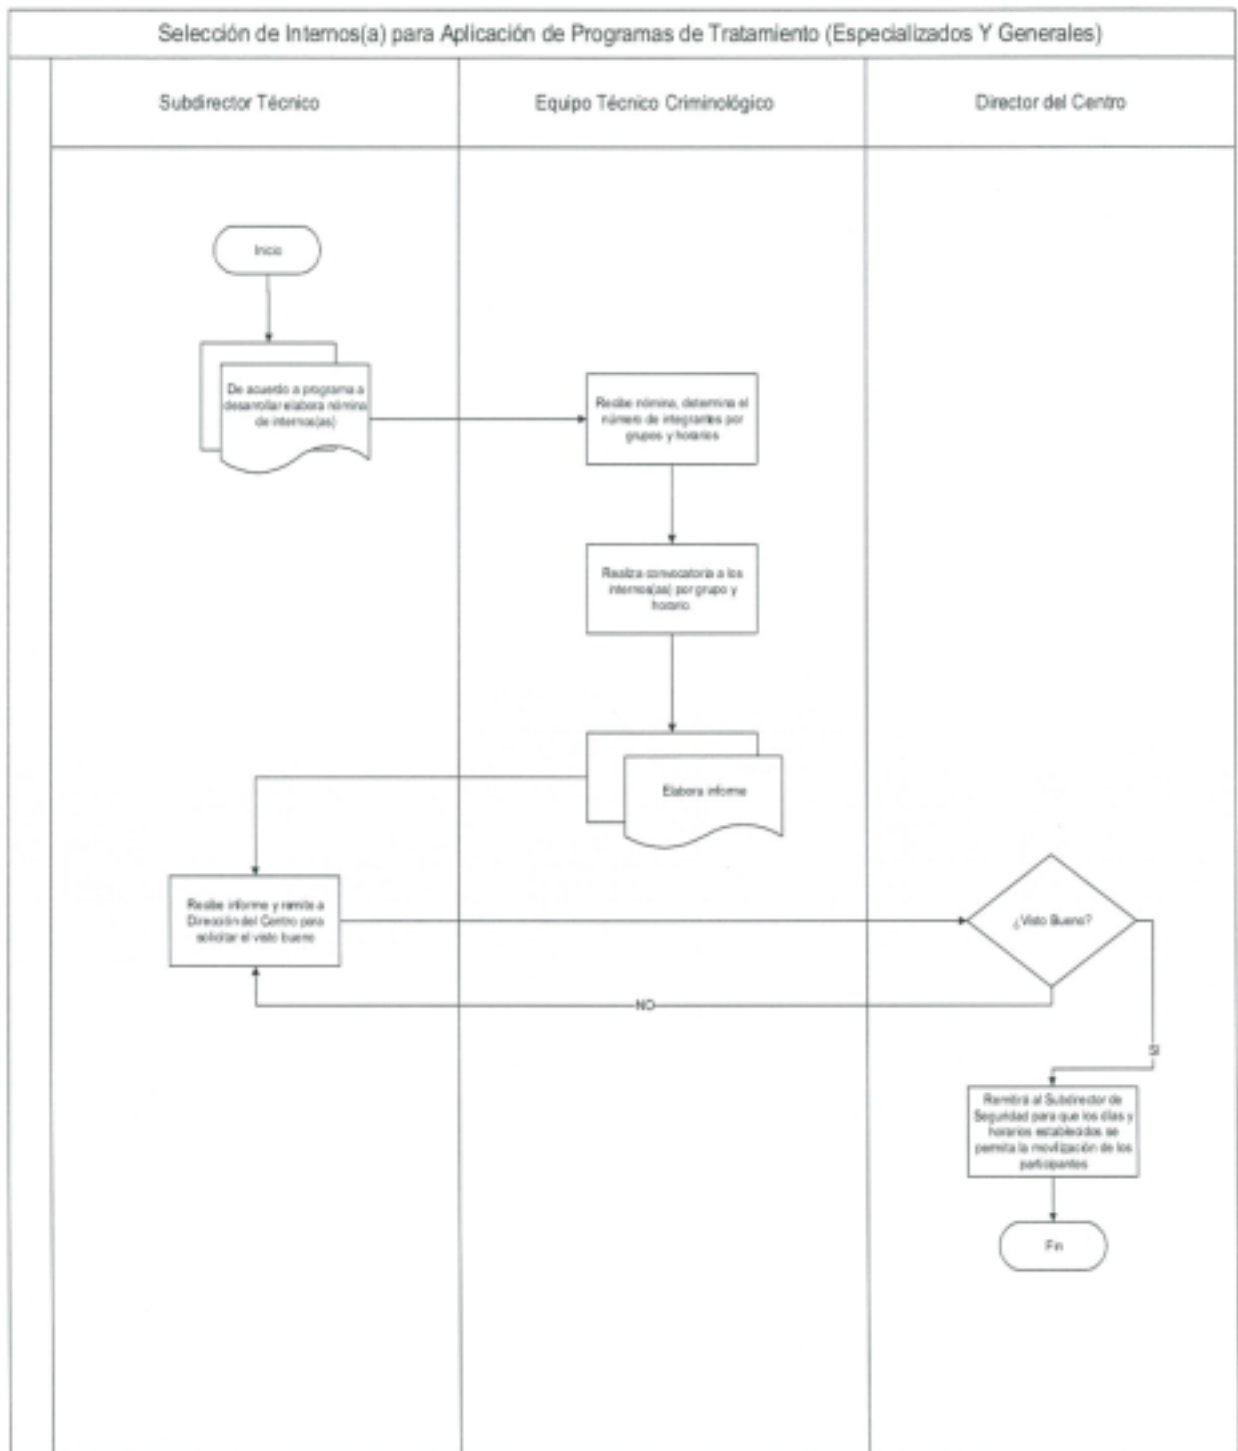 Selección de Internos(a) para Aplicación de Programas de Tratamiento (Especializados Y Generales)
Subdirector Técnico
Equipo Técnico Criminológico
Director del Centro
Inicio
De acuerdo a programa a
desarrollar elabora nómina
de internos(as)
Recibe nómina, determina el
número de integrantes por
grupos y horarios
Realiza convocatoria a los
internos(as) por grupo y
horario.
Elabora informe
Recibe informe y remite a
Dirección del Centro para
solicitar el visto bueno
¿Visto Bueno?
NO
Remitirá al Subdirector de
Seguridad para que los días y
horarios establecidos se
permita la movilización de los
participantes
Fin